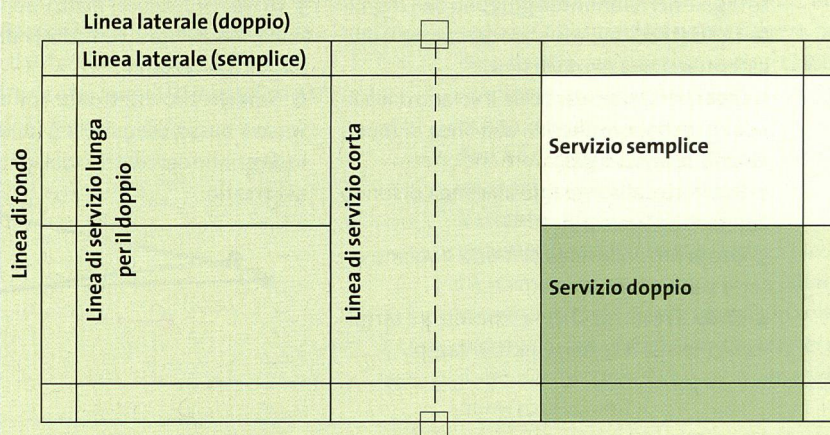 Linea laterale (doppio)
Linea laterale (semplice)
Linea di fondo
Linea di servizio lunga
per il doppio
Linea di servizio corta
Servizio semplice
Servizio doppio